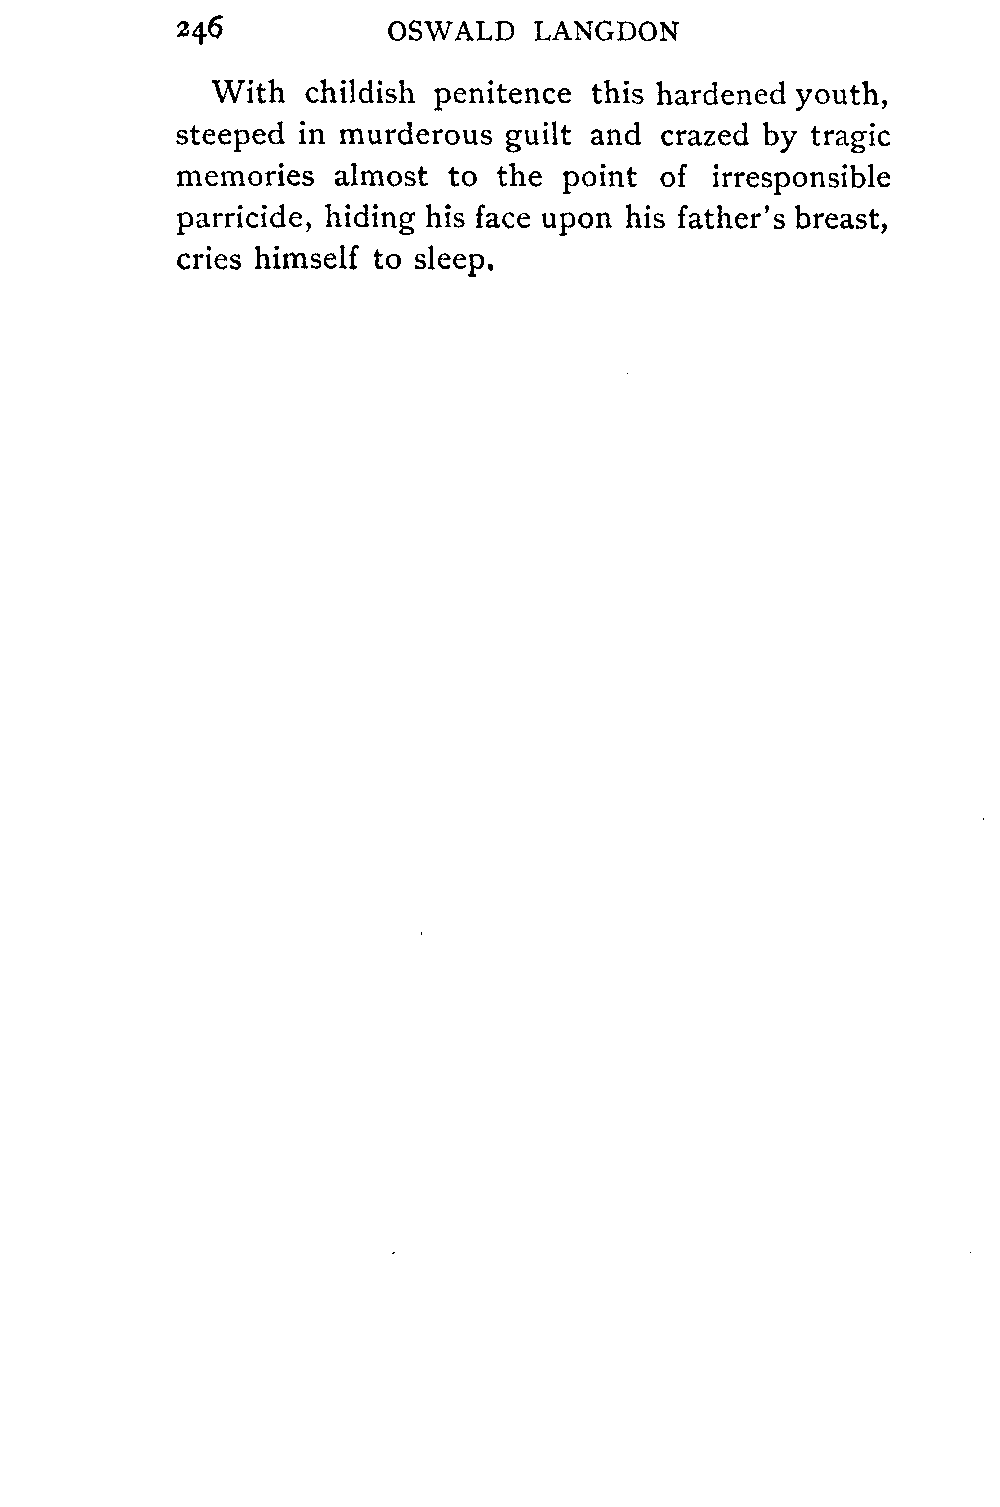 246 OSWALD LANGDON
With childish penitence this hardened youth,
steeped in murderous guilt and crazed by tragic
memories almost to the point of irresponsible
parricide, hiding his face upon his father's breast,
cries himself to sleep.